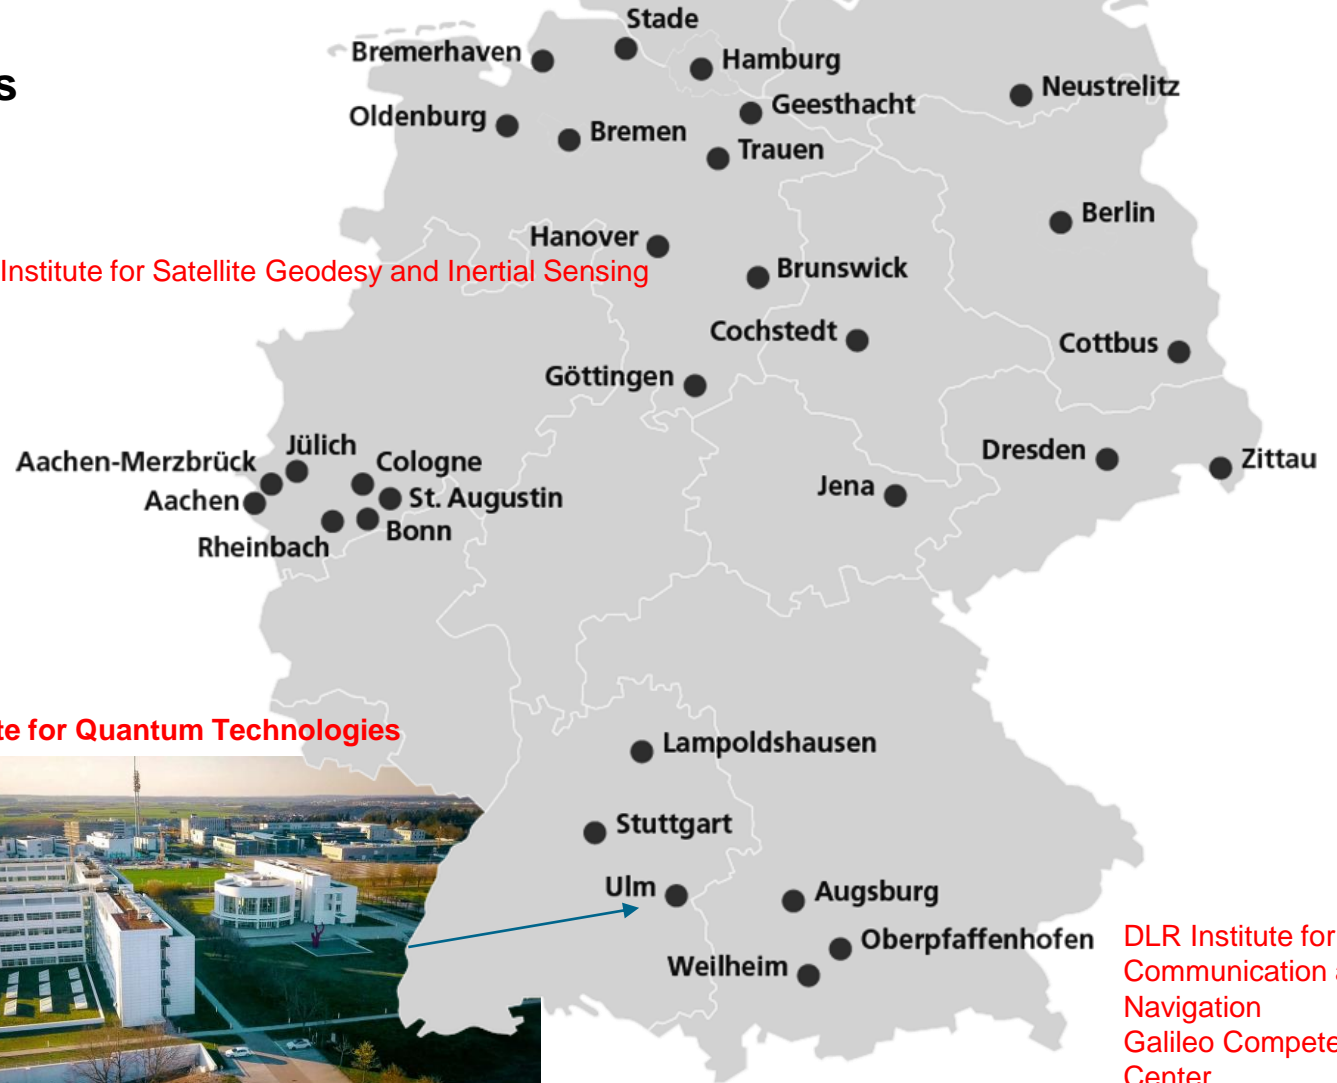 Stade
Bremerhaven
Hamburg
s
Neustrelitz
Geesthacht
Oldenburg
Bremen
Trauen
Berlin
Hanover
Institute for Satellite Geodesy and Inertial Sensing
Brunswick
Cochstedt
Cottbus
Göttingen
Jülich
Dresden
Zittau
Aachen-Merzbrück
Cologne
Jena
St. Augustin
Aachen
Bonn
Rheinbach
te for Quantum Technologies
Lampoldshausen
Stuttgart
Ulm
Augsburg
Oberpfaffenhofen
Weilheim
DLR Institute for
Communication a
Navigation
Galileo Compete
Center